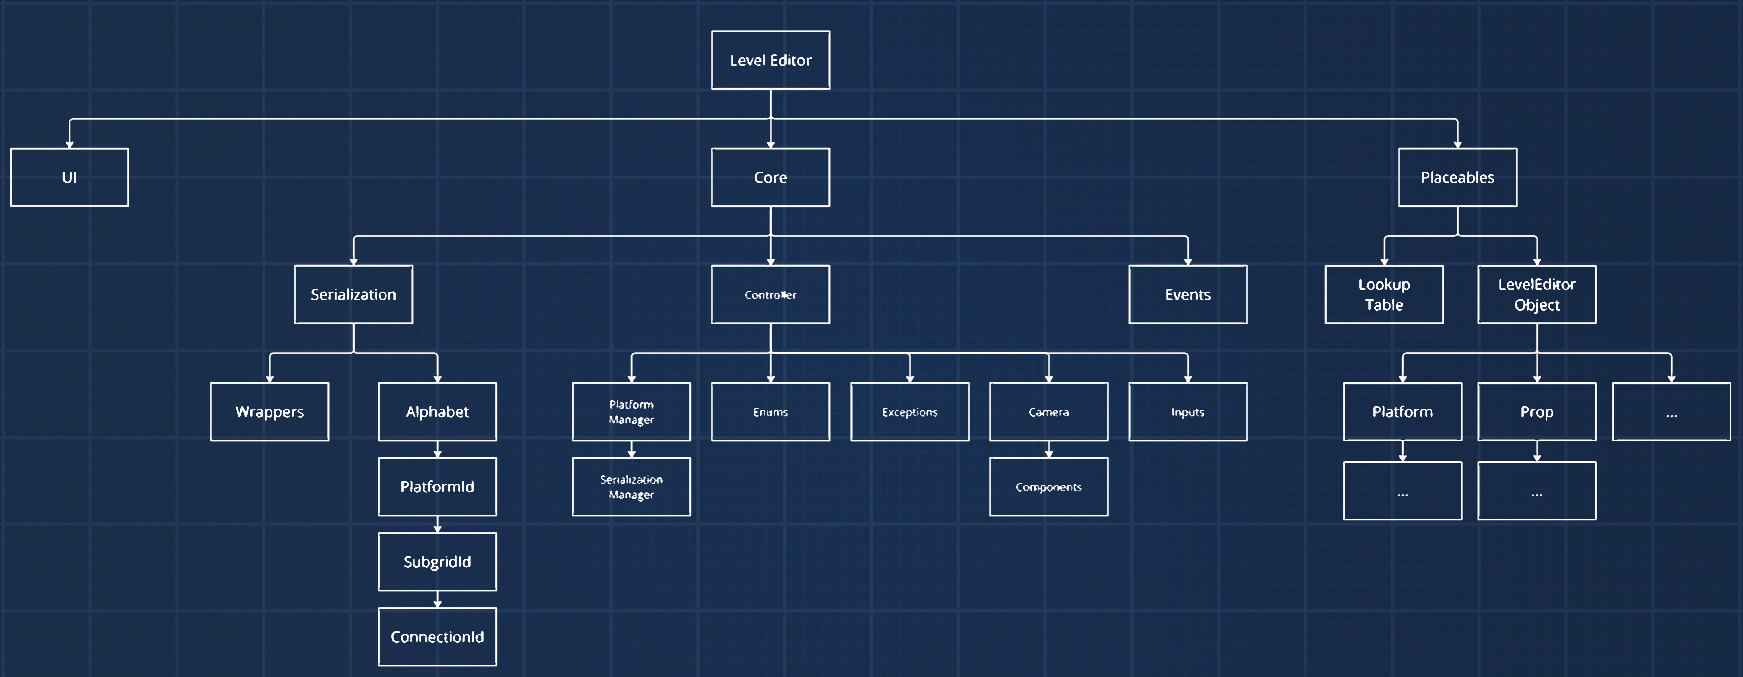 Level Editor
UI
Core
Placeables
Serialization
Controller
Events
Lookup
Table
LevelEditor
Object
Wrappers
Alphabet
Platform
Manager
Enums
Exceptions
Camera
Inputs
Platform
Prop
...
PlatformId
Serialization
Manager
Components
...
...
SubgridId
ConnectionId